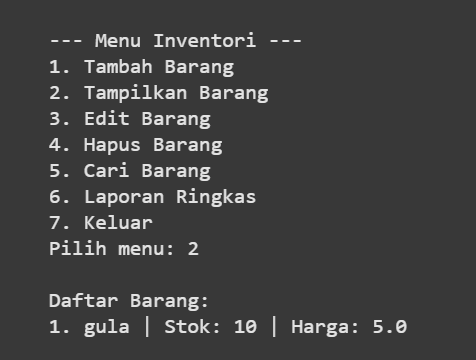 --- Menu Inventori ---
1. Tambah Barang
2. Tampilkan Barang
3. Edit Barang
4. Hapus Barang
5. Cari Barang
6. Laporan Ringkas
7. Keluar
Pilih menu: 2

Daftar Barang:
1. gula | Stok: 10 | Harga: 5.0